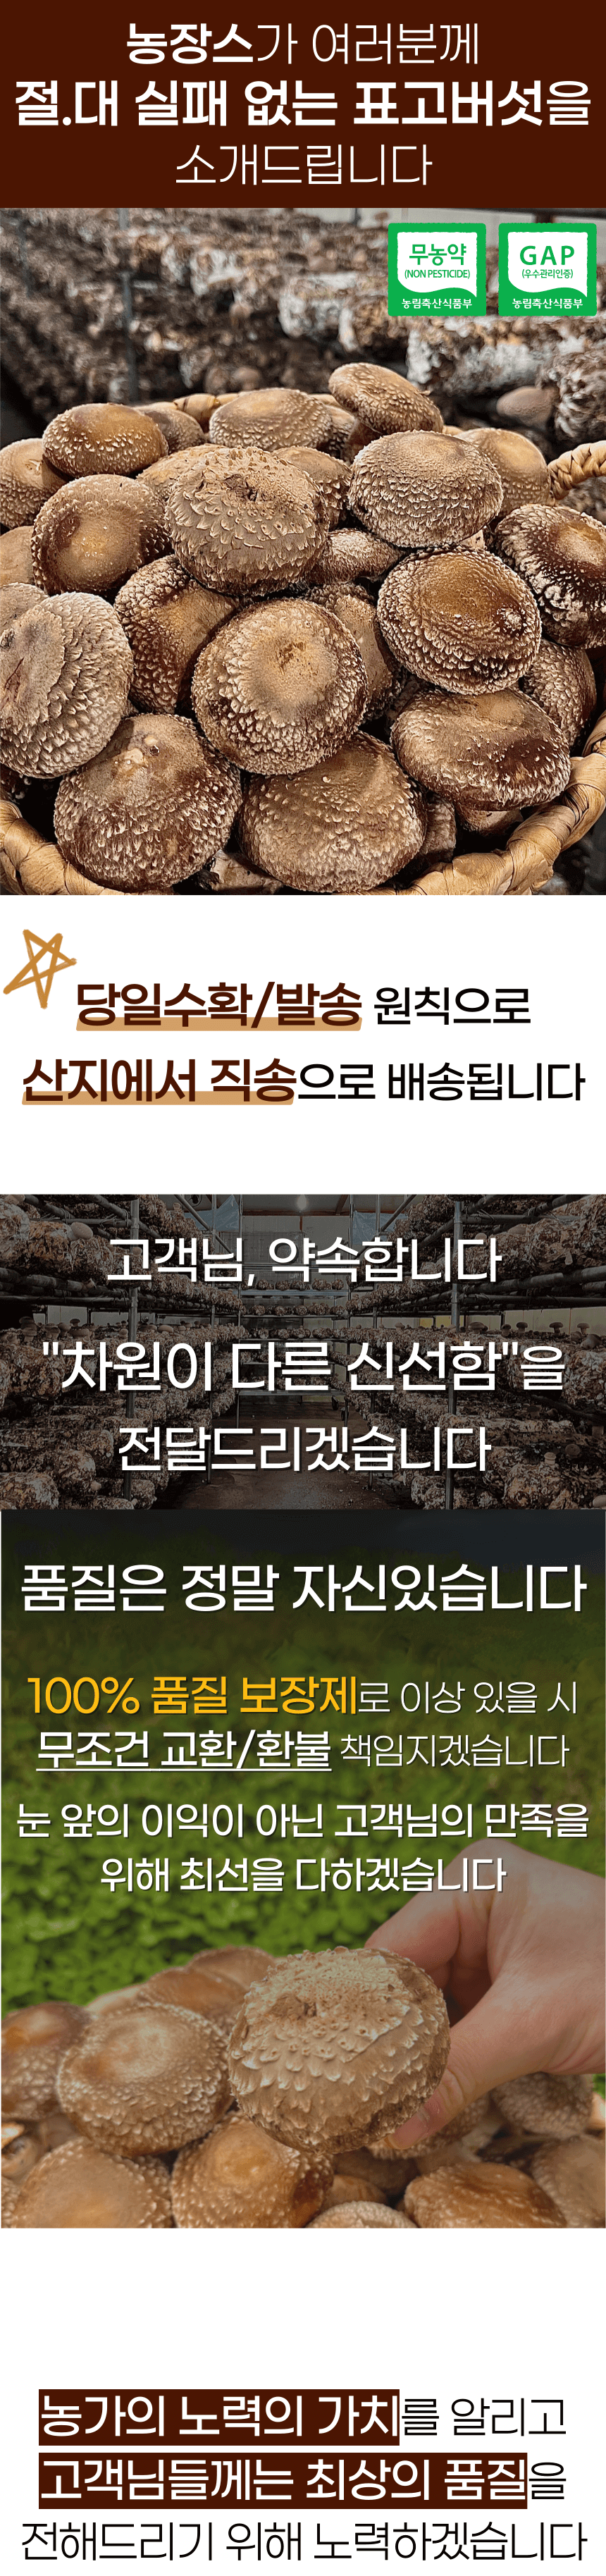 농장스가 여러분께
절.대 실패 없는 표고버섯을
소개드립니다
무농약
(NON PESTICIDE)
농림축산식품부
GAP
(우수관리인증)
농림축산식품부
당일수확/발송 원칙으로
산지에서 직송으로 배송됩니다
고객님, 약속합니다
"차원이 다른 신선함"을
전달드리겠습니다
품질은 정말 자신있습니다
100% 품질 보장제로 이상 있을 시
무조건 교환/환불 책임지겠습니다
눈 앞의 이익이 아닌 고객님의 만족을
위해 최선을 다하겠습니다
농가의 노력의 가치를 알리고
고객님들께는 최상의 품질을
전해드리기 위해 노력하겠습니다